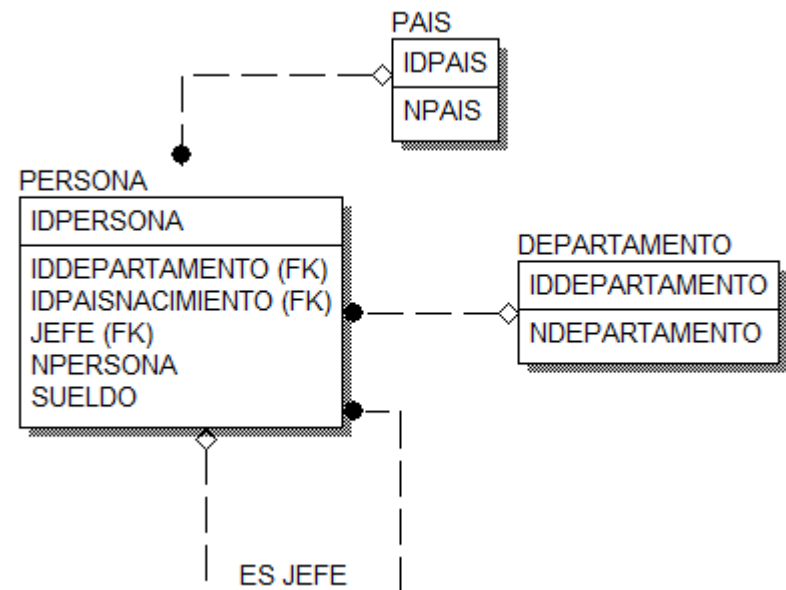 PAIS
IDPAIS
NPAIS
PERSONA
IDPERSONA
IDDEPARTAMENTO (FK)
IDPAISNACIMIENTO (FK)
JEFE (FK)
NPERSONA
SUELDO
DEPARTAMENTO
IDDEPARTAMENTO
NDEPARTAMENTO
ES JEFE